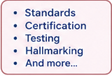 • Standards
• Certification
• Testing
• Hallmarking
• And more...